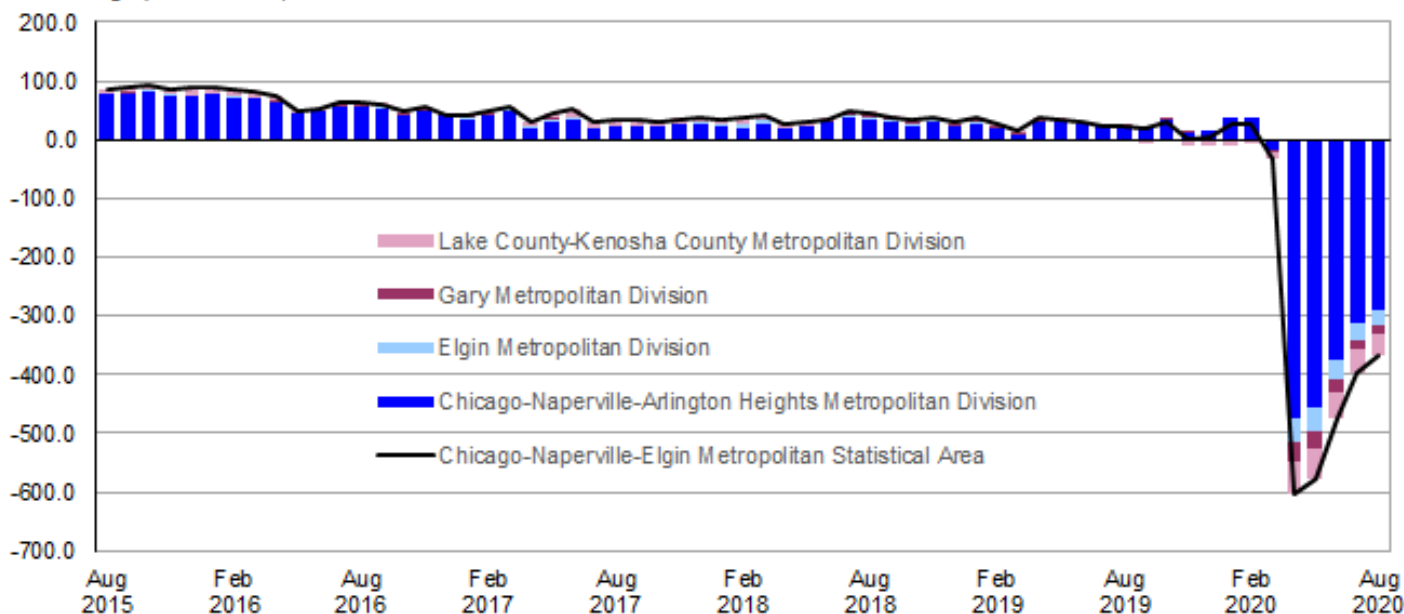 200.0
100.0
0.0
-100.0
-200.0
-300.0
-400.0
-500.0
-600.0
-700.0
Lake County-Kenosha County Metropolitan Division
Gary Metropolitan Division
Elgin Metropolitan Division
Chicago-Naperville-Arlington Heights Metropolitan Division
Chicago-Naperville-Elgin Metropolitan Statistical Area
Aug Feb Aug Feb Aug Feb Aug Feb Aug Feb Aug
2015 2016 2016 2017 2017 2018 2018 2019 2019 2020 2020